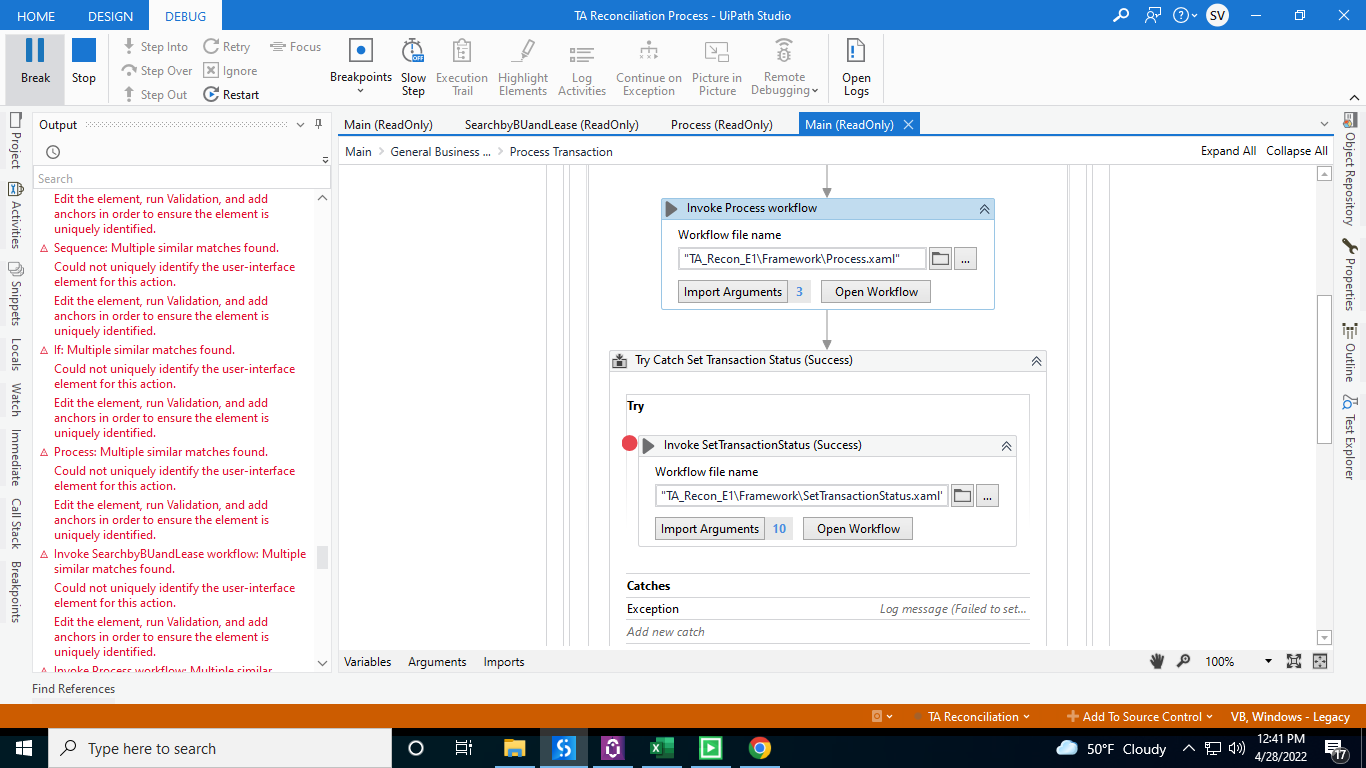 HOME DESIGN DEBUG TA Reconciliation Process - UiPath Studio SV
Break
Stop
Step Into
Step Over
Step Out
Retry
Ignore
Restart
Focus
Breakpoints
Slow
Step
OFF
Execution
Trail
Highlight
Elements
Log
Activities
Continue on
Exception
Picture in
Picture
Remote
Debugging
Open
Logs
Project
Activities
Snippets
Locals
Watch
Immediate
Call Stack
Breakpoints
Output
Search
Edit the element, run Validation, and add
anchors in order to ensure the element is
uniquely identified.
Sequence: Multiple similar matches found.
Could not uniquely identify the user-interface
element for this action.
Edit the element, run Validation, and add
anchors in order to ensure the element is
uniquely identified.
If: Multiple similar matches found.
Could not uniquely identify the user-interface
element for this action.
Edit the element, run Validation, and add
anchors in order to ensure the element is
uniquely identified.
Process: Multiple similar matches found.
Could not uniquely identify the user-interface
element for this action.
Edit the element, run Validation, and add
anchors in order to ensure the element is
uniquely identified.
Invoke SearchbyBUandLease workflow: Multiple
similar matches found.
Could not uniquely identify the user-interface
element for this action.
Edit the element, run Validation, and add
anchors in order to ensure the element is
uniquely identified.
Invoke Process workflow: Multiple similar
Find References
Main (ReadOnly) SearchbyBUandLease (ReadOnly) Process (ReadOnly) Main (ReadOnly)
Main > General Business ... > Process Transaction Expand All Collapse All
Invoke Process workflow
Workflow file name
"TA_Recon_E1\Framework\Process.xaml" ...
Import Arguments 3 Open Workflow
Try Catch Set Transaction Status (Success)
Try
Invoke SetTransactionStatus (Success)
Workflow file name
"TA_Recon_E1\Framework\SetTransactionStatus.xaml" ...
Import Arguments 10 Open Workflow
Catches
Exception Log message (Failed to set...
Add new catch
Variables Arguments Imports 100%
Object Repository
Properties
Outline
Test Explorer
TA Reconciliation Add To Source Control VB, Windows - Legacy
Type here to search
50°F Cloudy
12:41 PM
4/28/2022
17